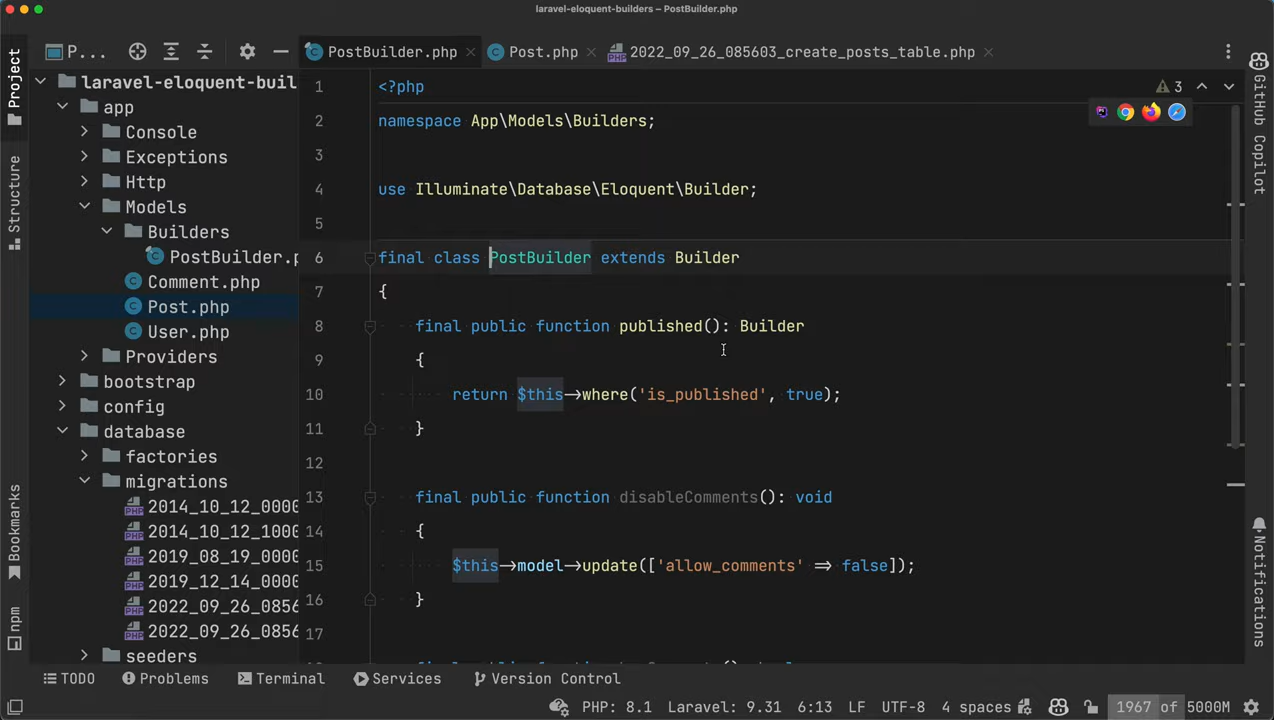 laravel-eloquent-builders – PostBuilder.php
P...
PostBuilder.php
Post.php
2022_09_26_085603_create_posts_table.php
Project
Structure
Bookmarks
npm
laravel-eloquent-buil
app
Console
Exceptions
Http
Models
Builders
PostBuilder.p
Comment.php
Post.php
User.php
Providers
bootstrap
config
database
factories
migrations
2014_10_12_0000
2014_10_12_1000
2019_08_19_0000
2019_12_14_0000
2022_09_26_0856
2022_09_26_0856
seeders
3
1 <?php
2 namespace App\Models\Builders;
3
4 use Illuminate\Database\Eloquent\Builder;
5
6 final class PostBuilder extends Builder
7 {
8 final public function published(): Builder
9 {
10 return $this->where('is_published', true);
11 }
12
13 final public function disableComments(): void
14 {
15 $this->model->update(['allow_comments' => false]);
16 }
17
GitHub Copilot
Notifications
TODO
Problems
Terminal
Services
Version Control
PHP: 8.1 Laravel: 9.31 6:13 LF UTF-8 4 spaces 1967 of 5000M